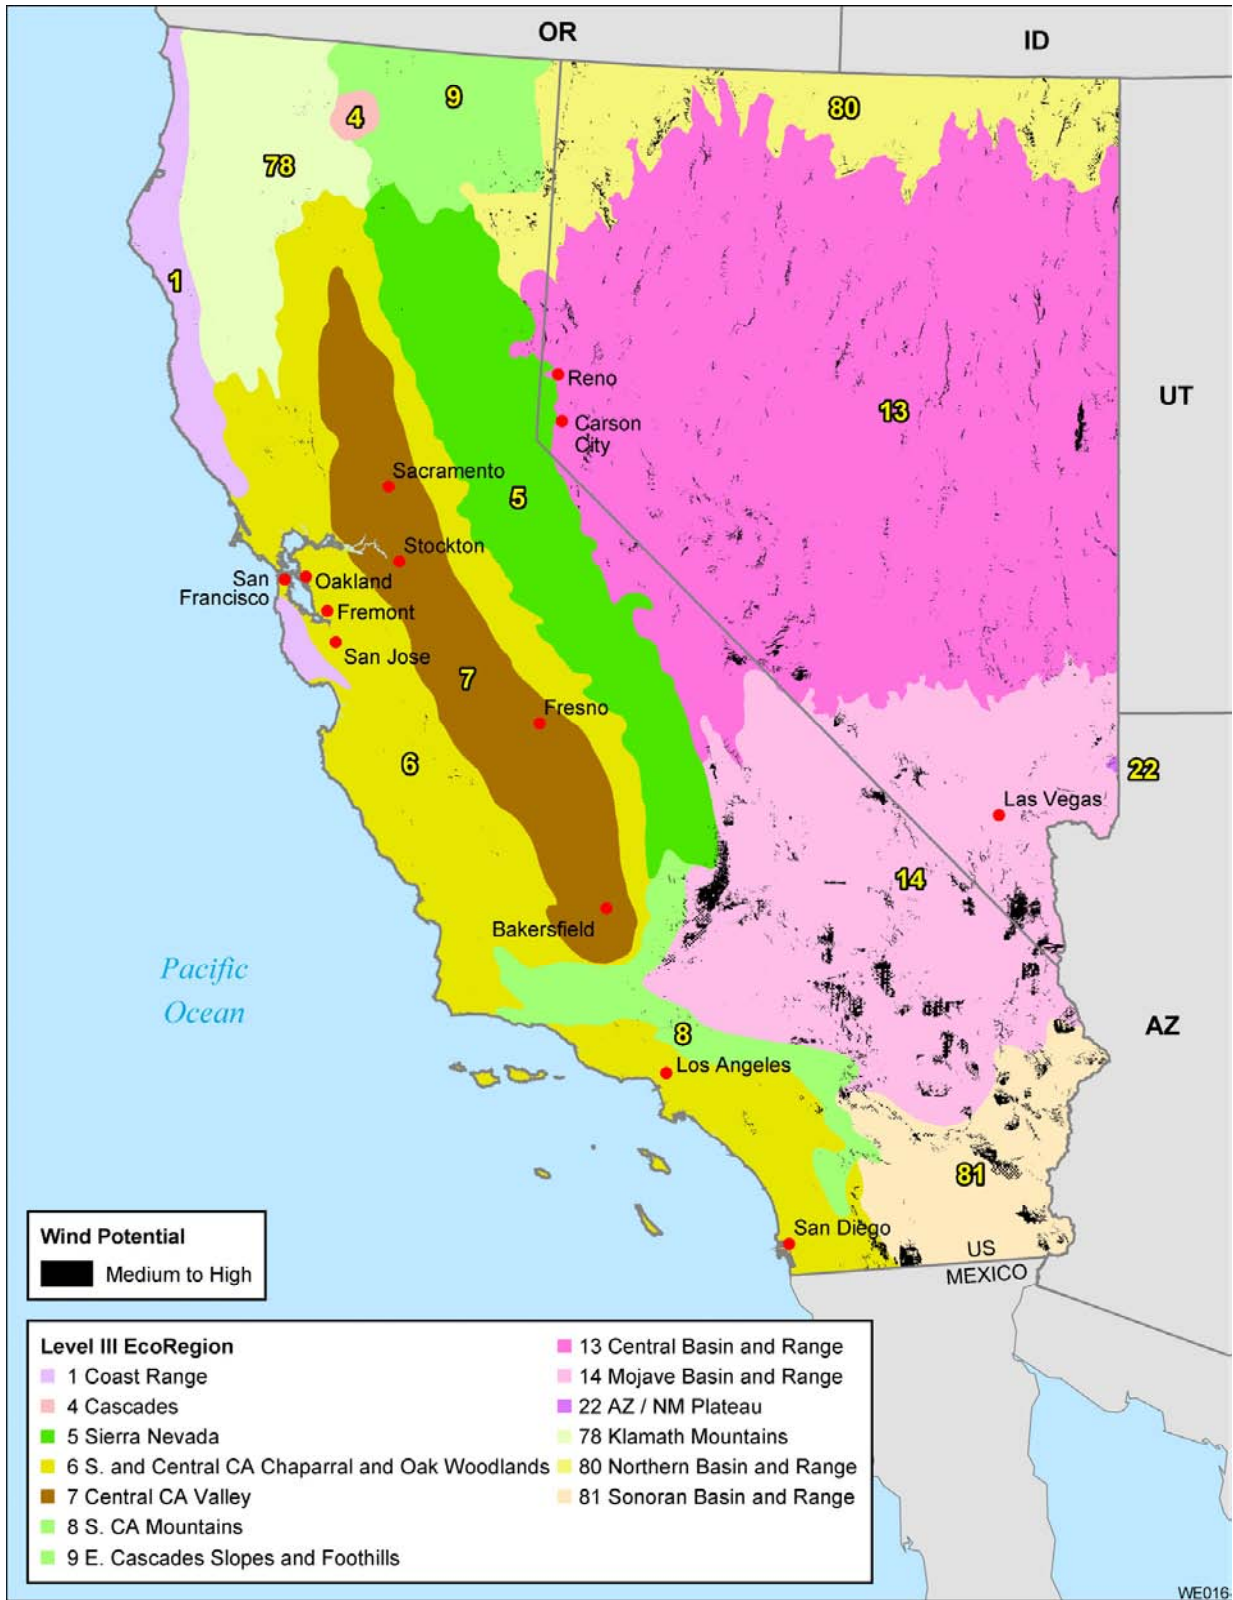 OR
ID
9
80
4
78
1
Reno
UT
13
Carson
City
Sacramento
5
Stockton
San
Francisco
Oakland
Fremont
San Jose
7
Fresno
6
22
Las Vegas
14
Bakersfield
Pacific
Ocean
8
AZ
Los Angeles
81
San Diego
US
MEXICO
Wind Potential
Medium to High
Level III EcoRegion
1 Coast Range
4 Cascades
5 Sierra Nevada
6 S. and Central CA Chaparral and Oak Woodlands
7 Central CA Valley
8 S. CA Mountains
9 E. Cascades Slopes and Foothills
13 Central Basin and Range
14 Mojave Basin and Range
22 AZ / NM Plateau
78 Klamath Mountains
80 Northern Basin and Range
81 Sonoran Basin and Range
WE016